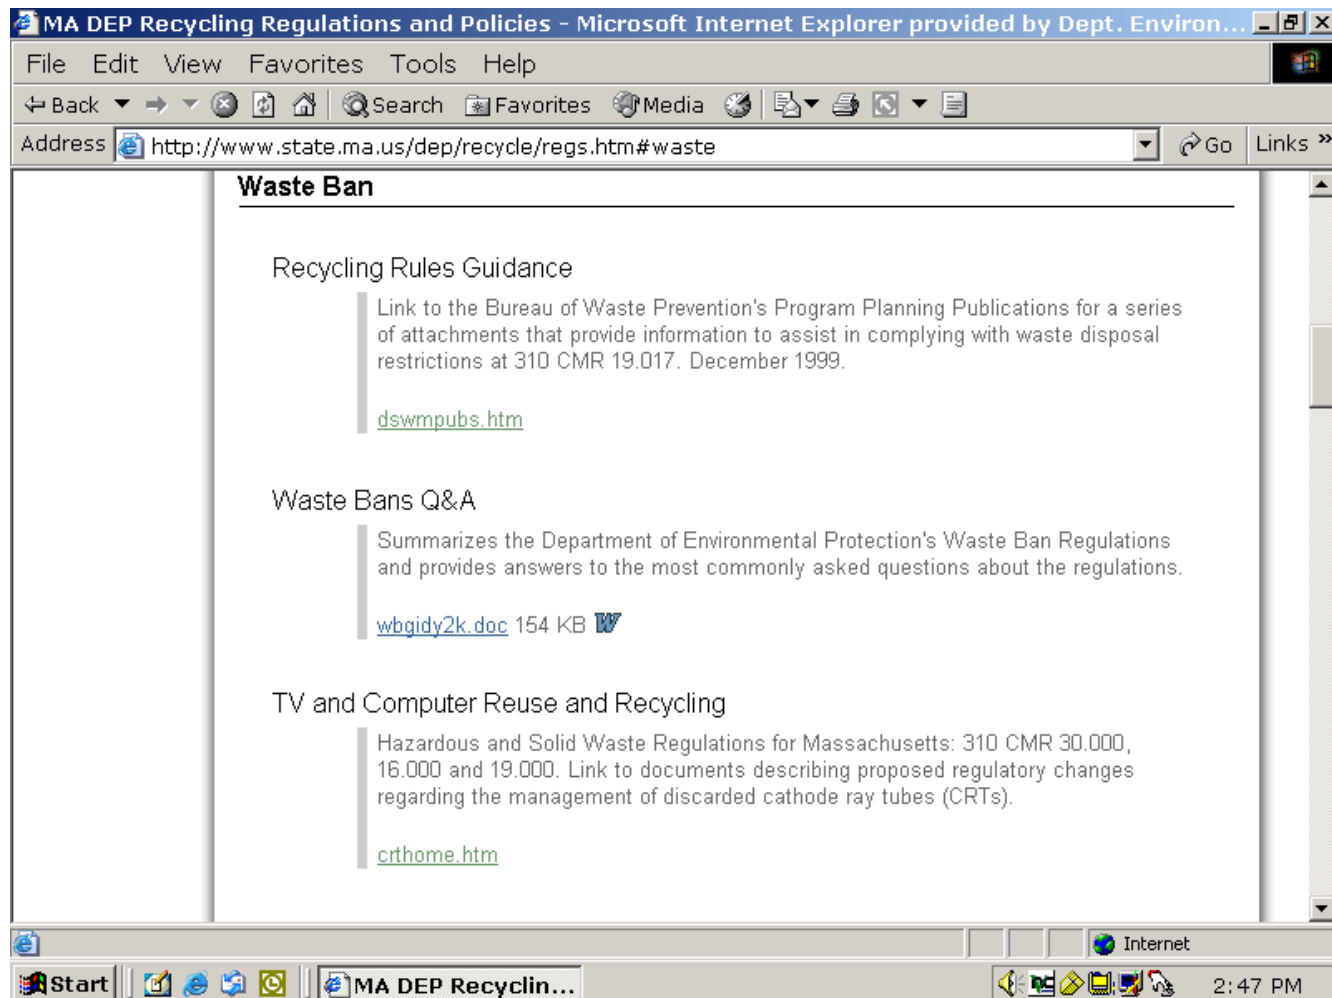 MA DEP Recycling Regulations and Policies - Microsoft Internet Explorer provided by Dept. Environ...
File Edit View Favorites Tools Help
Back Search Favorites Media
Address http://www.state.ma.us/dep/recycle/regs.htm#waste Go Links »
Waste Ban
Recycling Rules Guidance
Link to the Bureau of Waste Prevention's Program Planning Publications for a series
of attachments that provide information to assist in complying with waste disposal
restrictions at 310 CMR 19.017. December 1999.
dswmpubs.htm
Waste Bans Q&A
Summarizes the Department of Environmental Protection's Waste Ban Regulations
and provides answers to the most commonly asked questions about the regulations.
wbgidy2k.doc 154 KB W
TV and Computer Reuse and Recycling
Hazardous and Solid Waste Regulations for Massachusetts: 310 CMR 30.000,
16.000 and 19.000. Link to documents describing proposed regulatory changes
regarding the management of discarded cathode ray tubes (CRTs).
crthome.htm
Internet
Start MA DEP Recyclin... 2:47 PM